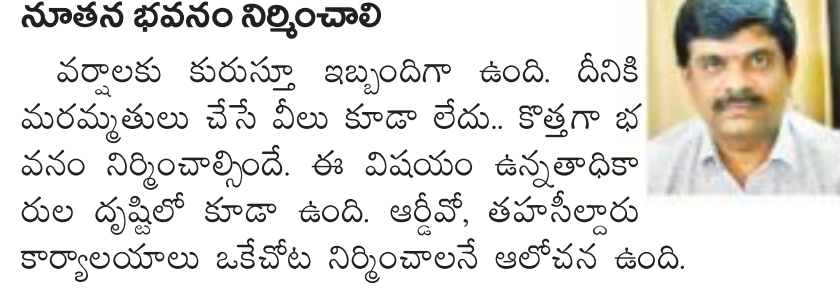 నూతన భవనం నిర్మించాలి
వర్షాలకు కురుస్తూ ఇబ్బందిగా ఉంది. దీనికి
మరమ్మతులు చేసే వీలు కూడా లేదు.. కొత్తగా భ
వనం నిర్మించాల్సిందే. ఈ విషయం ఉన్నతాధికా
రుల దృష్టిలో కూడా ఉంది. ఆర్డీవో, తహసీల్దారు
కార్యాలయాలు ఒకేచోట నిర్మించాలనే ఆలోచన ఉంది.